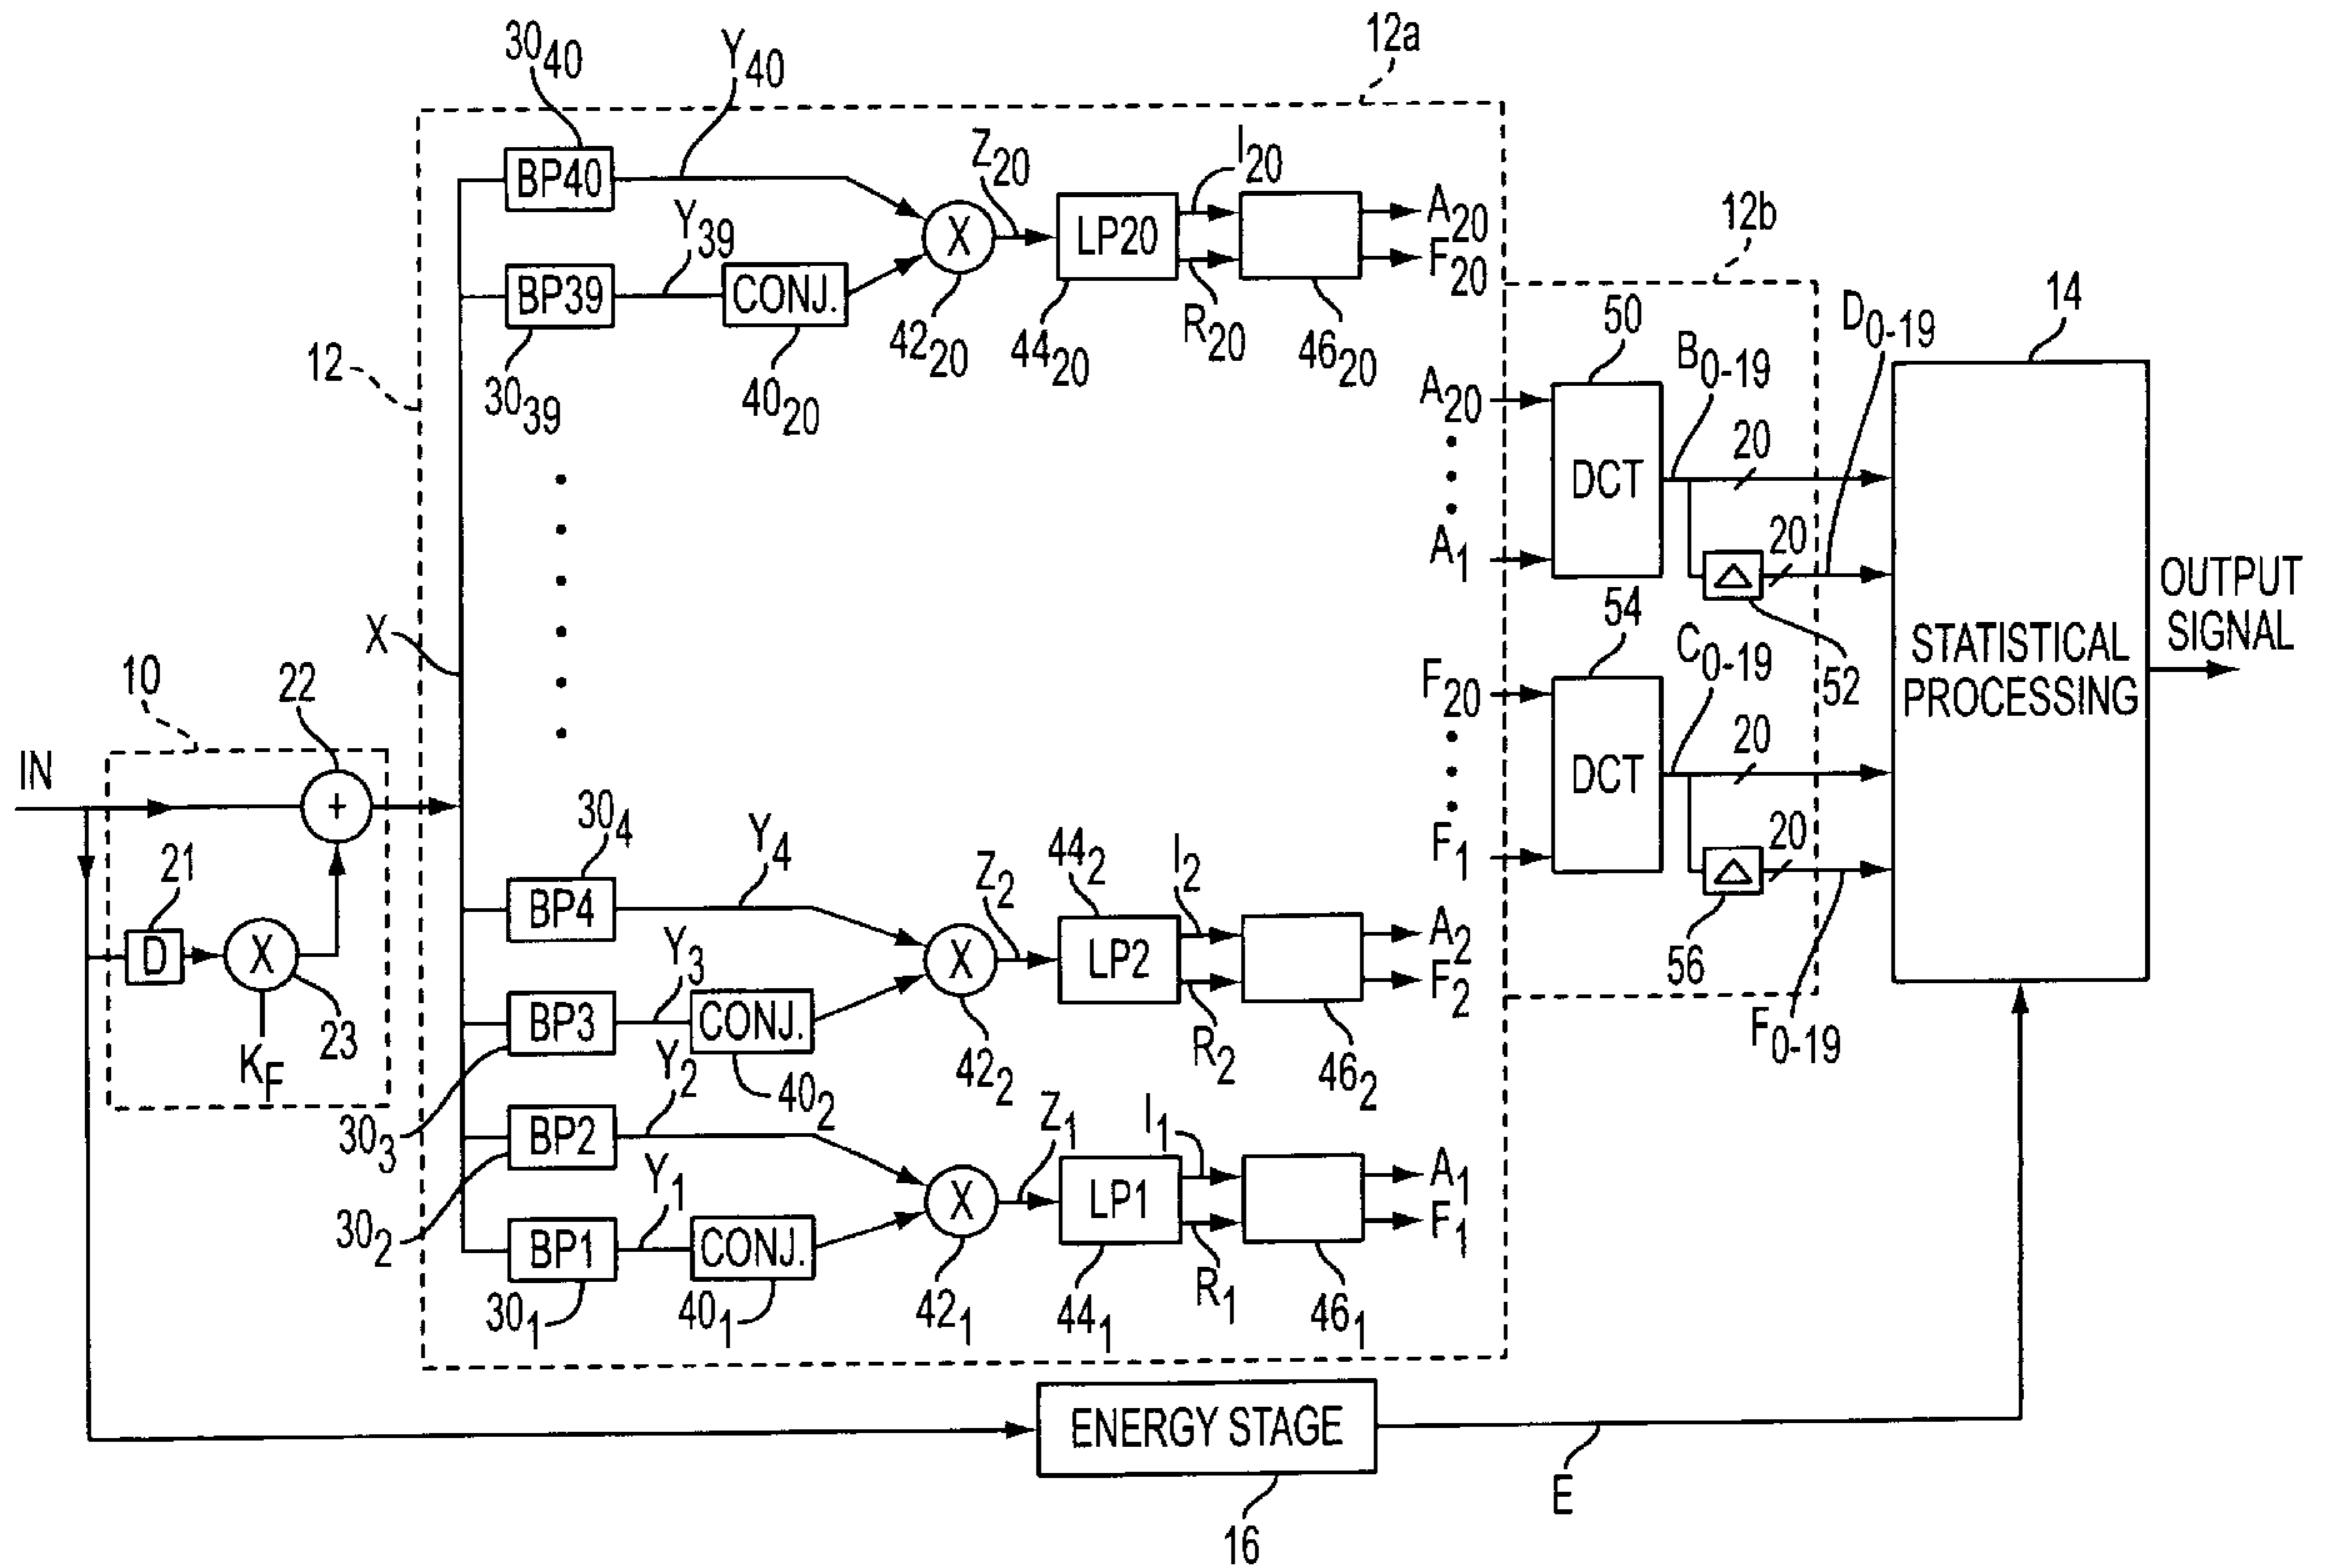 12a
30₄₀
Y₄₀
BP40
Z₂₀
I₂₀
X
LP20
A₂₀
F₂₀
Y₃₉
BP39
CONJ.
30₃₉
40₂₀
42₂₀
44₂₀
R₂₀
46₂₀
12
12b
50
B₀₋₁₉
D₀₋₁₉
14
A₂₀
A₁
DCT
20
20
52
54
C₀₋₁₉
F₂₀
F₁
DCT
20
20
56
F₀₋₁₉
STATISTICAL
PROCESSING
OUTPUT
SIGNAL
X
10
22
IN
+
21
D
X
23
K_F
30₄
Y₄
BP4
Z₂
44₂
I₂
X
LP2
A₂
F₂
Y₃
BP3
CONJ.
30₃
40₂
42₂
R₂
46₂
Y₂
BP2
30₂
Z₁
I₁
X
LP1
A₁
F₁
Y₁
BP1
CONJ.
30₁
40₁
42₁
44₁
R₁
46₁
ENERGY STAGE
16
E